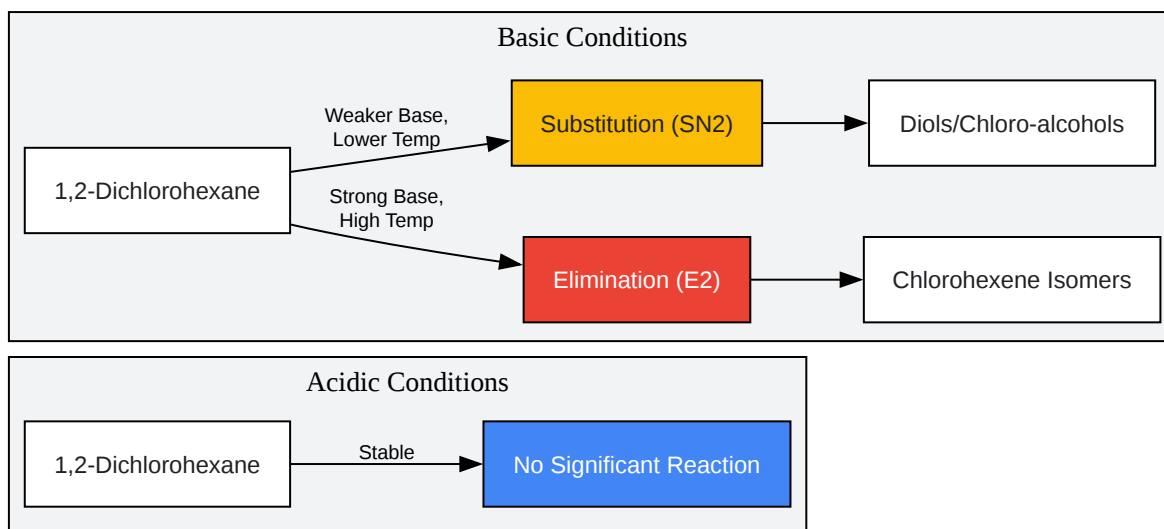 Basic Conditions
Weaker Base,
Lower Temp
Substitution (SN2)
Diols/Chloro-alcohols
1,2-Dichlorohexane
Strong Base,
High Temp
Elimination (E2)
Chlorohexene Isomers
Acidic Conditions
1,2-Dichlorohexane
Stable
No Significant Reaction